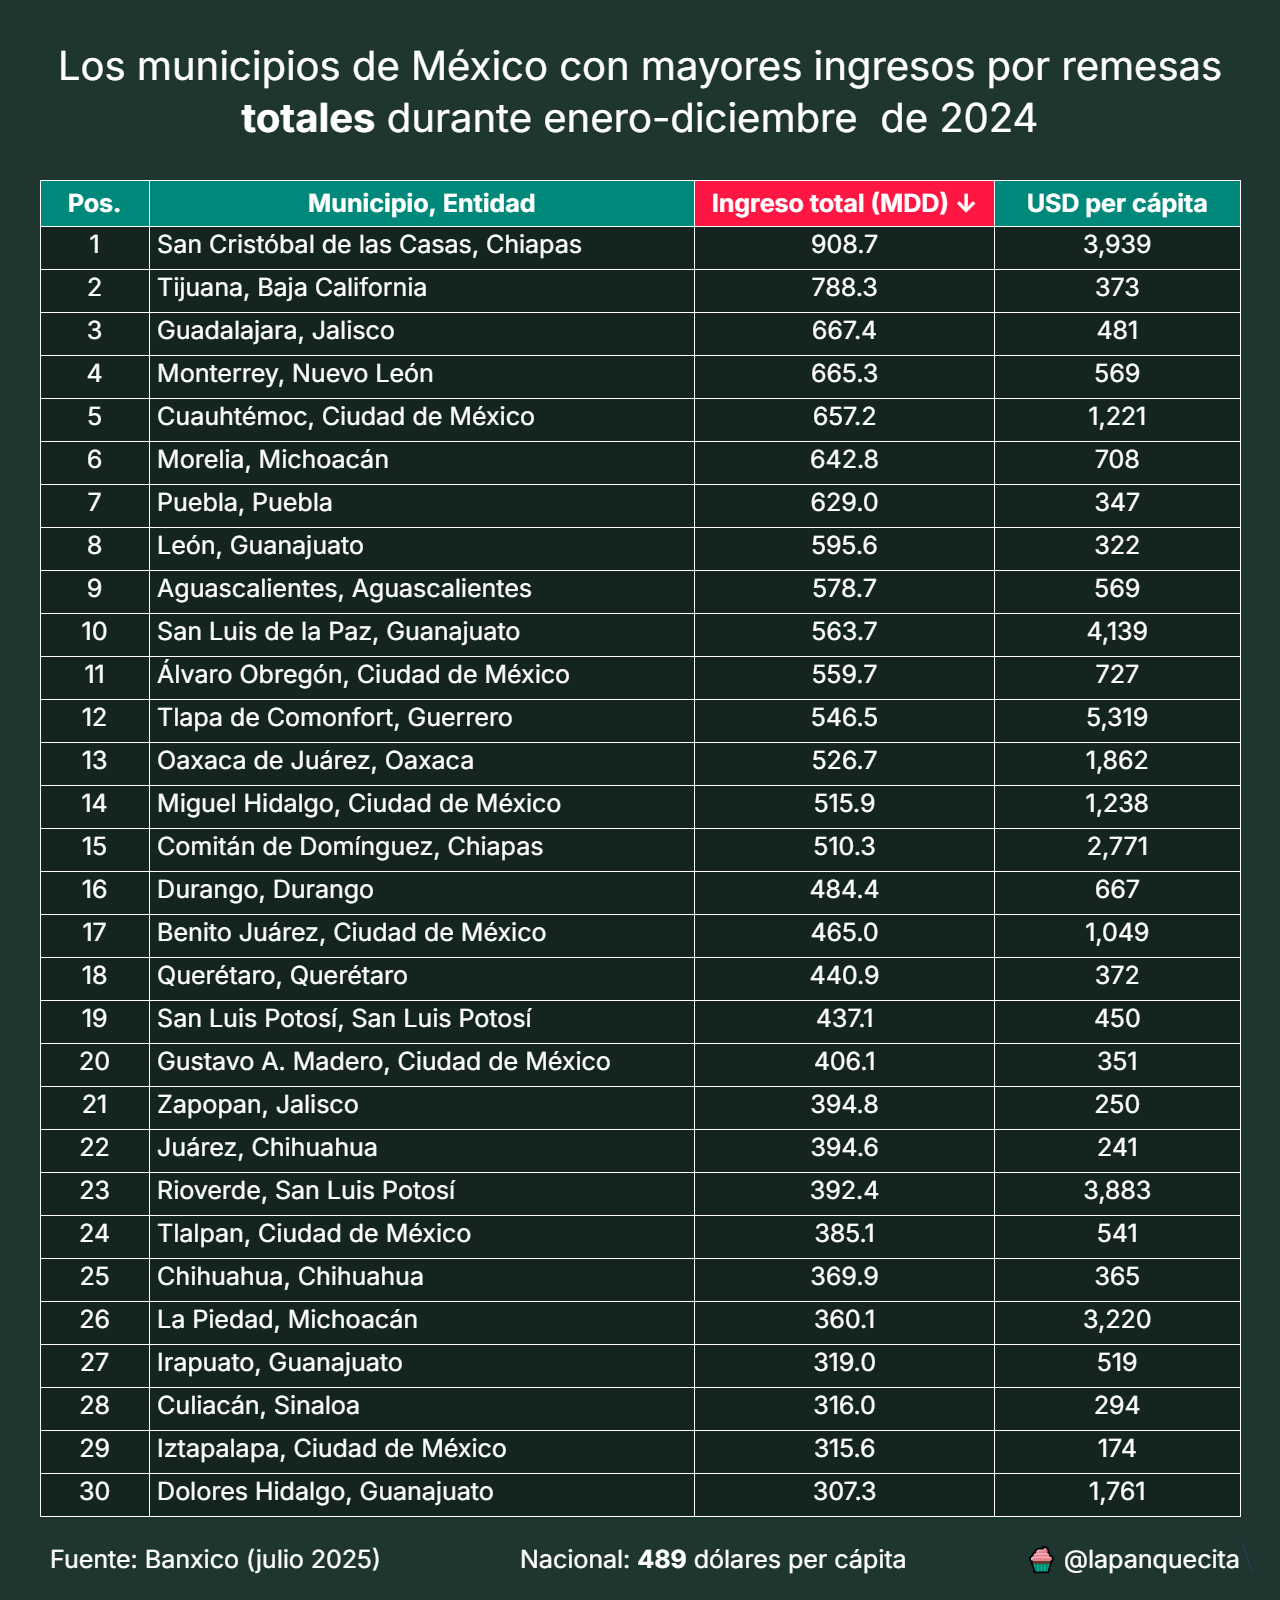 Los municipios de México con mayores ingresos por remesas
totales durante enero-diciembre  de 2024
Pos. Municipio, Entidad Ingreso total (MDD) ↓ USD per cápita
1 San Cristóbal de las Casas, Chiapas 908.7 3,939
2 Tijuana, Baja California 788.3 373
3 Guadalajara, Jalisco 667.4 481
4 Monterrey, Nuevo León 665.3 569
5 Cuauhtémoc, Ciudad de México 657.2 1,221
6 Morelia, Michoacán 642.8 708
7 Puebla, Puebla 629.0 347
8 León, Guanajuato 595.6 322
9 Aguascalientes, Aguascalientes 578.7 569
10 San Luis de la Paz, Guanajuato 563.7 4,139
11 Álvaro Obregón, Ciudad de México 559.7 727
12 Tlapa de Comonfort, Guerrero 546.5 5,319
13 Oaxaca de Juárez, Oaxaca 526.7 1,862
14 Miguel Hidalgo, Ciudad de México 515.9 1,238
15 Comitán de Domínguez, Chiapas 510.3 2,771
16 Durango, Durango 484.4 667
17 Benito Juárez, Ciudad de México 465.0 1,049
18 Querétaro, Querétaro 440.9 372
19 San Luis Potosí, San Luis Potosí 437.1 450
20 Gustavo A. Madero, Ciudad de México 406.1 351
21 Zapopan, Jalisco 394.8 250
22 Juárez, Chihuahua 394.6 241
23 Rioverde, San Luis Potosí 392.4 3,883
24 Tlalpan, Ciudad de México 385.1 541
25 Chihuahua, Chihuahua 369.9 365
26 La Piedad, Michoacán 360.1 3,220
27 Irapuato, Guanajuato 319.0 519
28 Culiacán, Sinaloa 316.0 294
29 Iztapalapa, Ciudad de México 315.6 174
30 Dolores Hidalgo, Guanajuato 307.3 1,761
Fuente: Banxico (julio 2025) Nacional: 489 dólares per cápita @lapanquecita